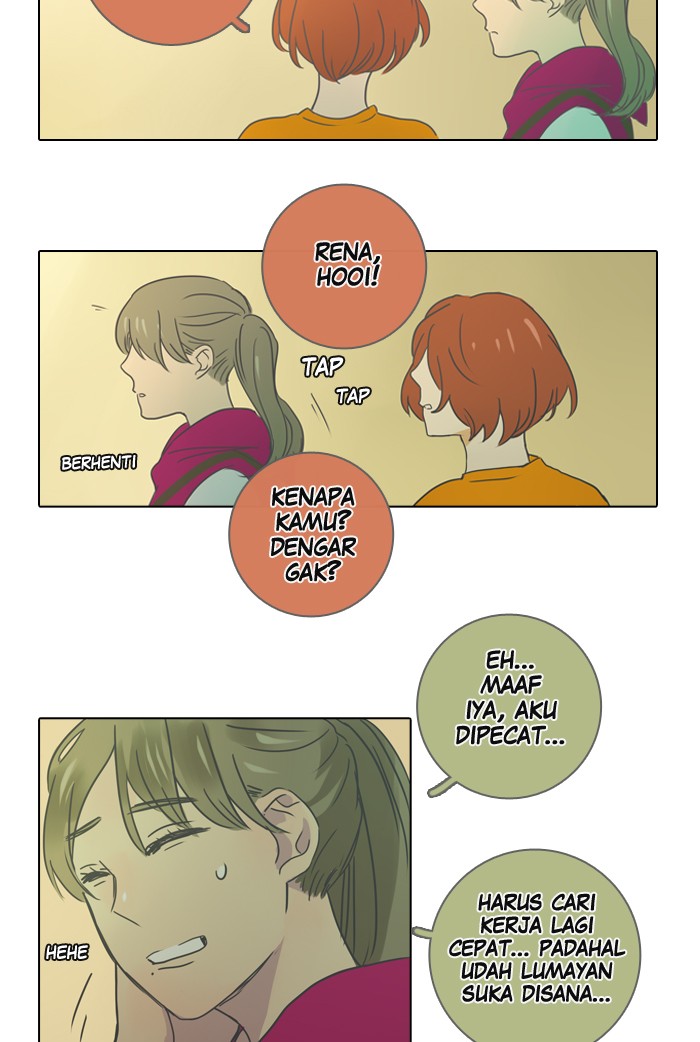 RENA,
HOOI!
TAP
TAP
BERHENTI
KENAPA
KAMU?
DENGAR
GAK?
EH...
MAAF
IYA, AKU
DIPECAT...
HARUS CARI
KERJA LAGI
CEPAT... PADAHAL
UDAH LUMAYAN
SUKA DISANA...
HEHE